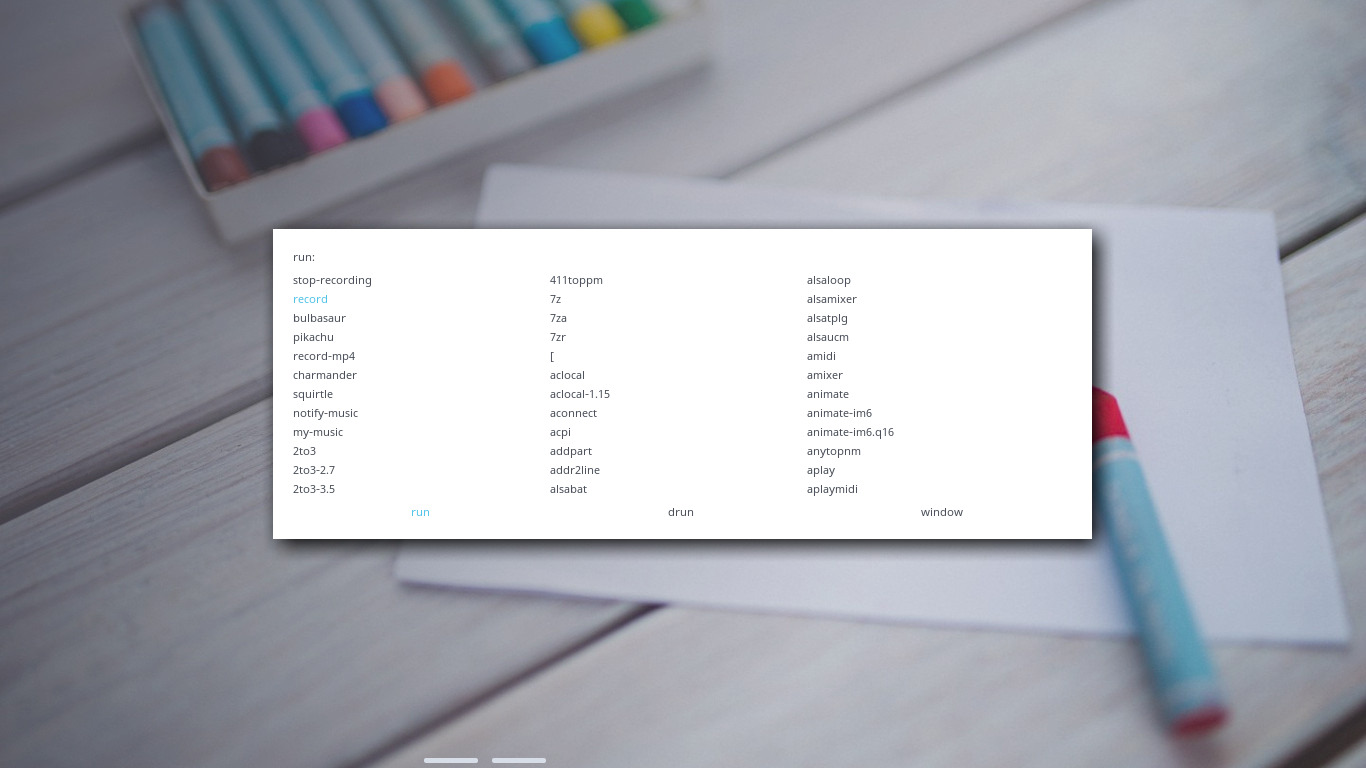 run:
stop-recording
record
bulbasaur
pikachu
record-mp4
charmander
squirtle
notify-music
my-music
2to3
2to3-2.7
2to3-3.5
411toppm
7z
7za
7zr
[
aclocal
aclocal-1.15
aconnect
acpi
addpart
addr2line
alsabat
alsaloop
alsamixer
alsatplg
alsaucm
amidi
amixer
animate
animate-im6
animate-im6.q16
anytopnm
aplay
aplaymidi
run drun window